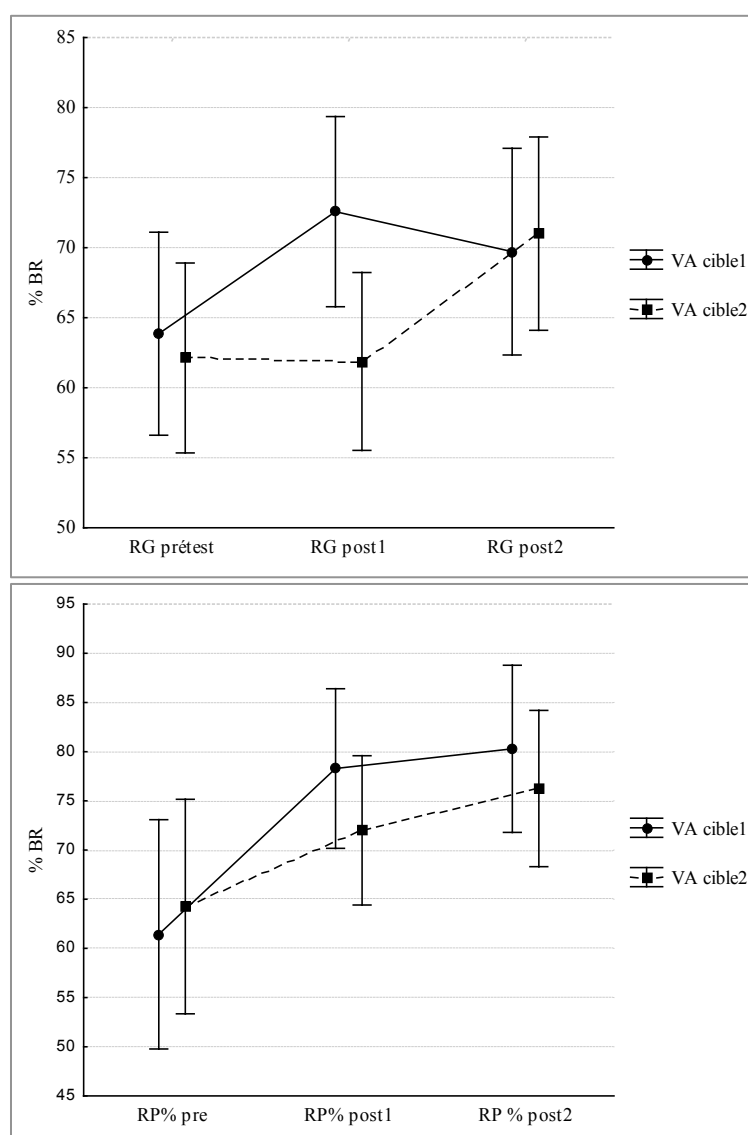 85
80
75
70
65
60
55
50
% BR
RG prétest RG post1 RG post2
VA cible1
VA cible2
95
90
85
80
75
70
65
60
55
50
45
% BR
RP% pre RP% post1 RP % post2
VA cible1
VA cible2